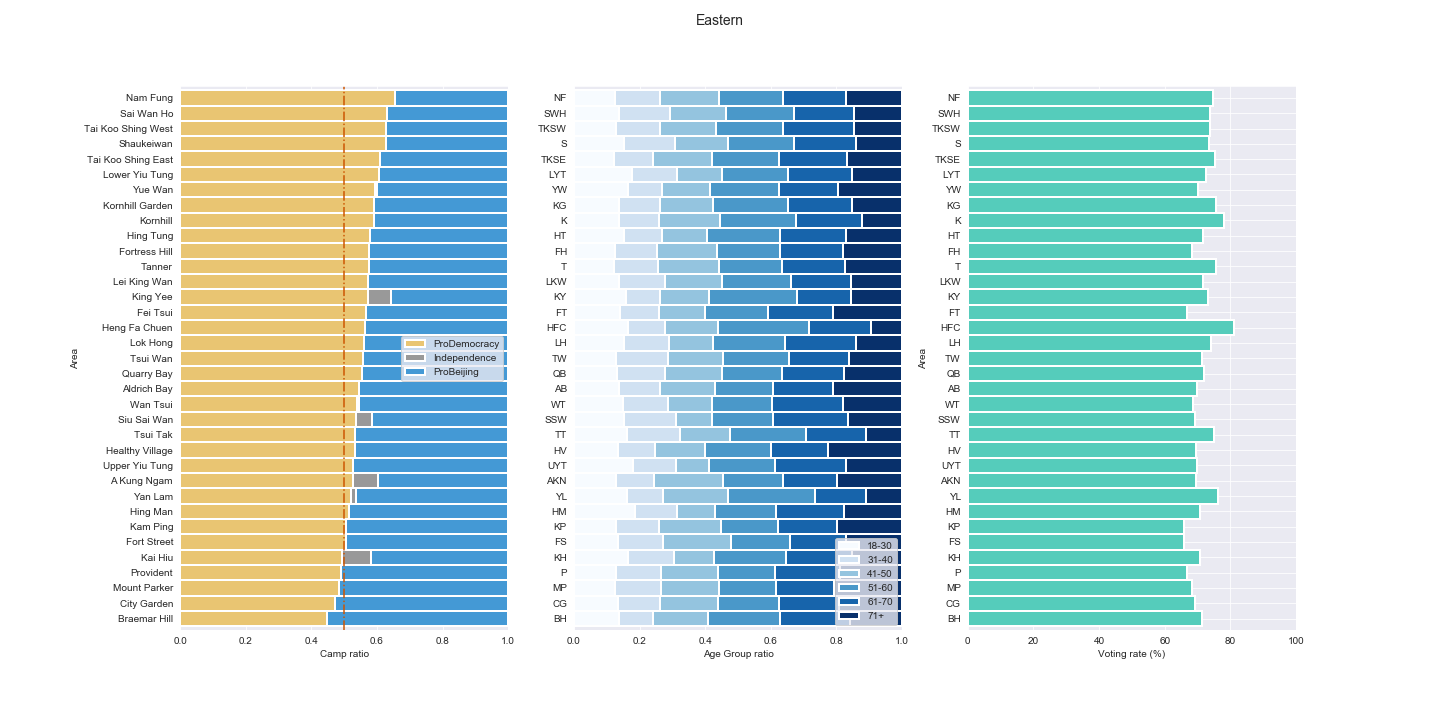 Eastern
Area
Nam Fung
Sai Wan Ho
Tai Koo Shing West
Shaukeiwan
Tai Koo Shing East
Lower Yiu Tung
Yue Wan
Kornhill Garden
Kornhill
Hing Tung
Fortress Hill
Tanner
Lei King Wan
King Yee
Fei Tsui
Heng Fa Chuen
Lok Hong
Tsui Wan
Quarry Bay
Aldrich Bay
Wan Tsui
Siu Sai Wan
Tsui Tak
Healthy Village
Upper Yiu Tung
A Kung Ngam
Yan Lam
Hing Man
Kam Ping
Fort Street
Kai Hiu
Provident
Mount Parker
City Garden
Braemar Hill
ProDemocracy
Independence
ProBeijing
0.0 0.2 0.4 0.6 0.8 1.0
Camp ratio
NF
SWH
TKSW
S
TKSE
LYT
YW
KG
K
HT
FH
T
LKW
KY
FT
HFC
LH
TW
QB
AB
WT
SSW
TT
HV
UYT
AKN
YL
HM
KP
FS
KH
P
MP
CG
BH
18-30
31-40
41-50
51-60
61-70
71+
0.0 0.2 0.4 0.6 0.8 1.0
Age Group ratio
Area
NF
SWH
TKSW
S
TKSE
LYT
YW
KG
K
HT
FH
T
LKW
KY
FT
HFC
LH
TW
QB
AB
WT
SSW
TT
HV
UYT
AKN
YL
HM
KP
FS
KH
P
MP
CG
BH
0 20 40 60 80 100
Voting rate (%)